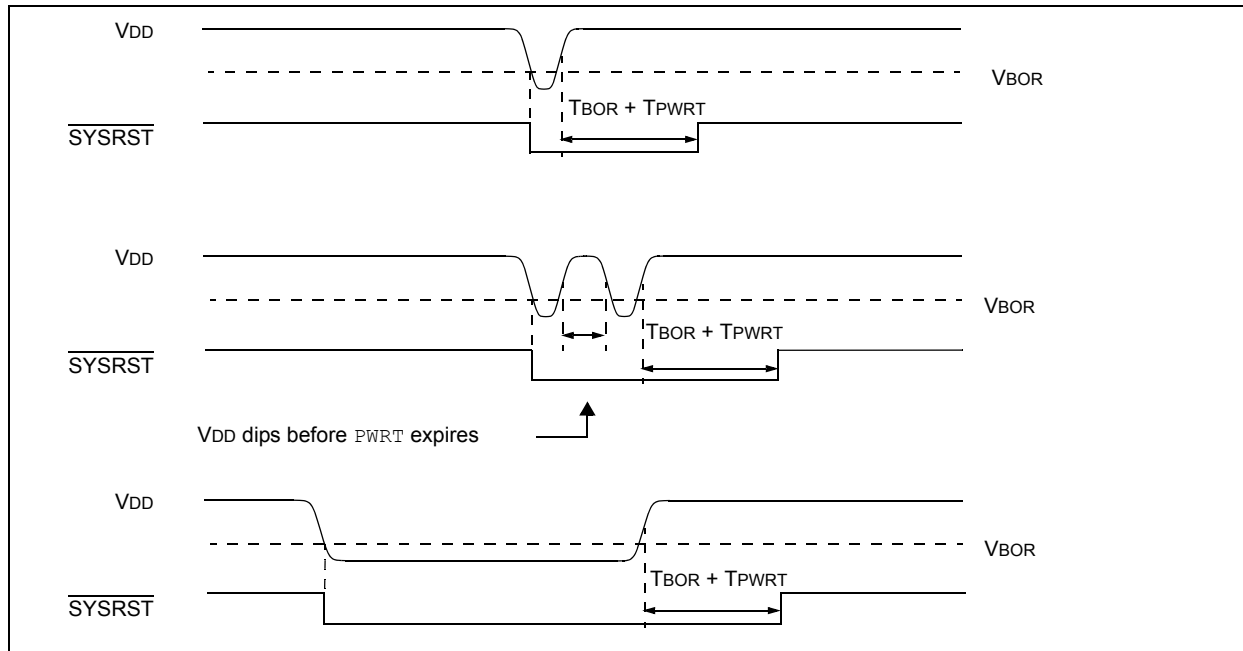 VDD
VBOR
TBOR + TPWRT
SYSRST
VDD
VBOR
TBOR + TPWRT
SYSRST
VDD dips before PWRT expires
VDD
VBOR
TBOR + TPWRT
SYSRST